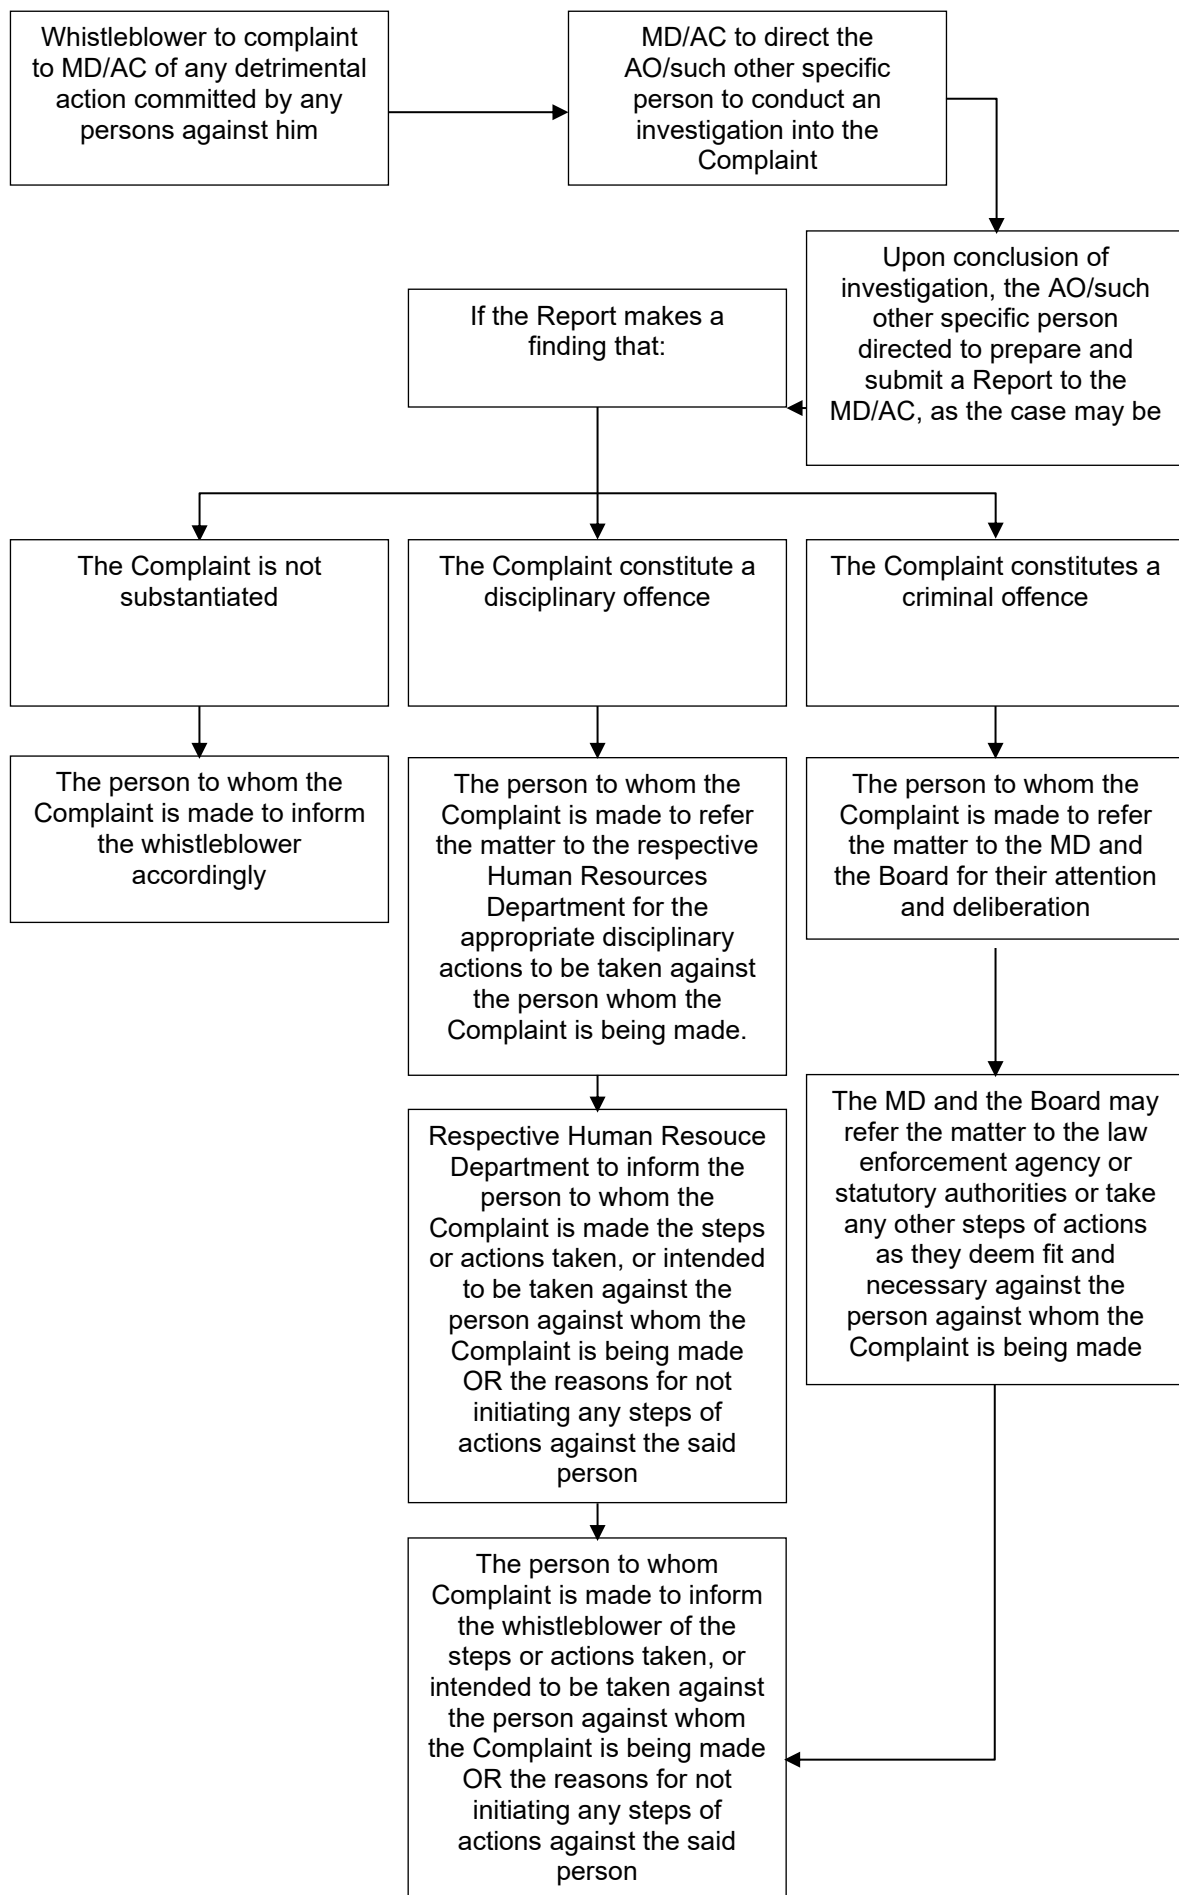 Whistleblower to complaint
to MD/AC of any detrimental
action committed by any
persons against him
MD/AC to direct the
AO/such other specific
person to conduct an
investigation into the
Complaint
Upon conclusion of
investigation, the AO/such
other specific person
directed to prepare and
submit a Report to the
MD/AC, as the case may be
If the Report makes a
finding that:
The Complaint is not
substantiated
The Complaint constitute a
disciplinary offence
The Complaint constitutes a
criminal offence
The person to whom the
Complaint is made to inform
the whistleblower
accordingly
The person to whom the
Complaint is made to refer
the matter to the respective
Human Resources
Department for the
appropriate disciplinary
actions to be taken against
the person whom the
Complaint is being made.
The person to whom the
Complaint is made to refer
the matter to the MD and
the Board for their attention
and deliberation
Respective Human Resouce
Department to inform the
person to whom the
Complaint is made the steps
or actions taken, or intended
to be taken against the
person against whom the
Complaint is being made
OR the reasons for not
initiating any steps of
actions against the said
person
The MD and the Board may
refer the matter to the law
enforcement agency or
statutory authorities or take
any other steps of actions
as they deem fit and
necessary against the
person against whom the
Complaint is being made
The person to whom
Complaint is made to inform
the whistleblower of the
steps or actions taken, or
intended to be taken against
the person against whom
the Complaint is being made
OR the reasons for not
initiating any steps of
actions against the said
person